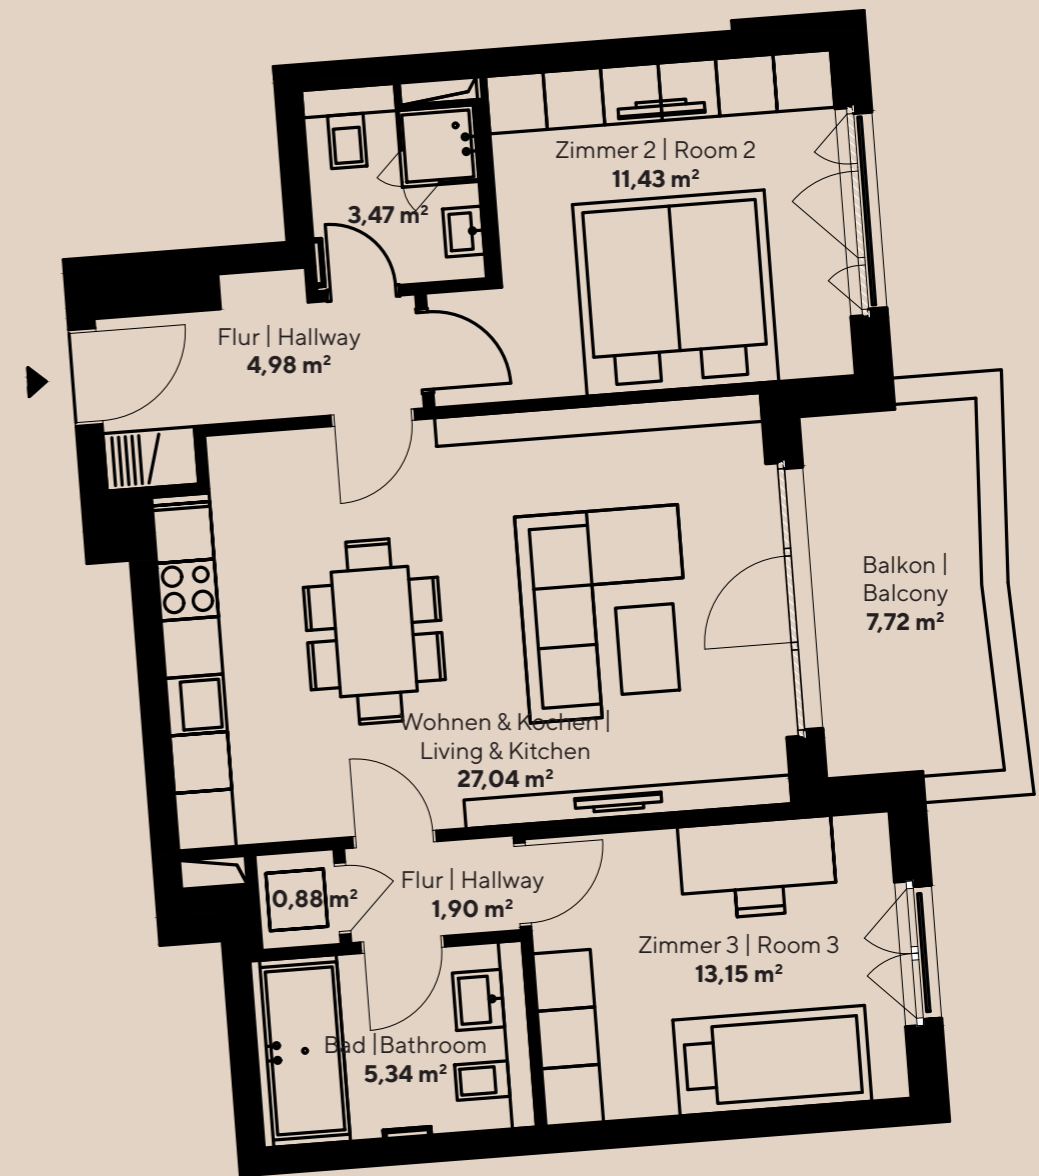 Zimmer 2 | Room 2
11,43 m²
3,47 m²
Flur | Hallway
4,98 m²
Balkon |
Balcony
7,72 m²
Wohnen & Kochen |
Living & Kitchen
27,04 m²
Flur | Hallway
1,90 m²
0,88 m²
Zimmer 3 | Room 3
13,15 m²
Bad |Bathroom
5,34 m²